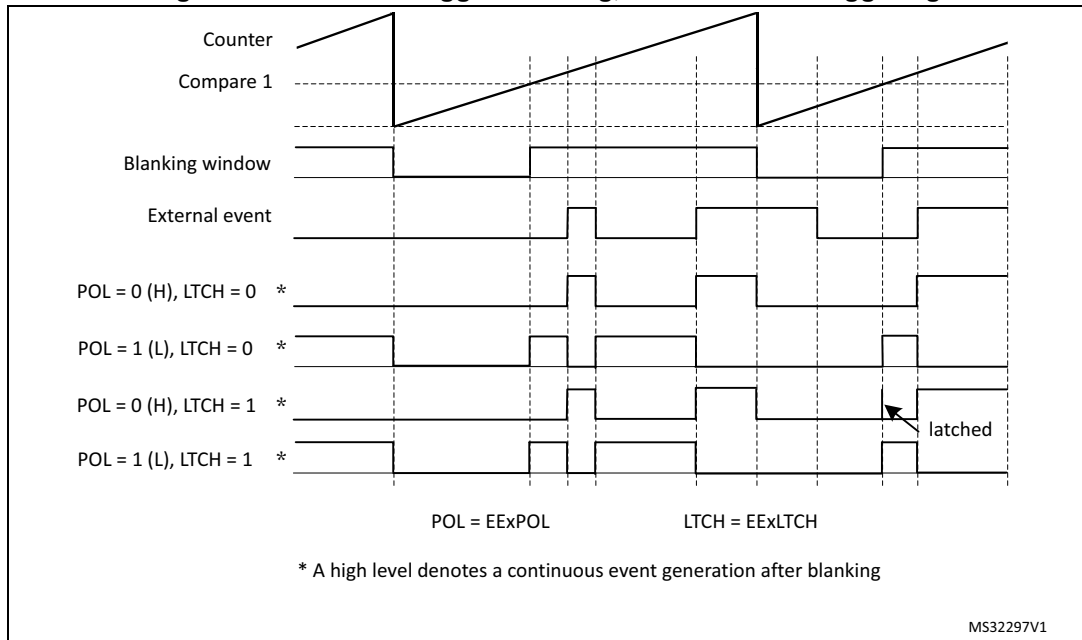 Counter
Compare 1
Blanking window
External event
POL = 0 (H), LTCH = 0 *
POL = 1 (L), LTCH = 0 *
POL = 0 (H), LTCH = 1 *
latched
POL = 1 (L), LTCH = 1 *
POL = EExPOL LTCH = EExLTCH
* A high level denotes a continuous event generation after blanking
MS32297V1